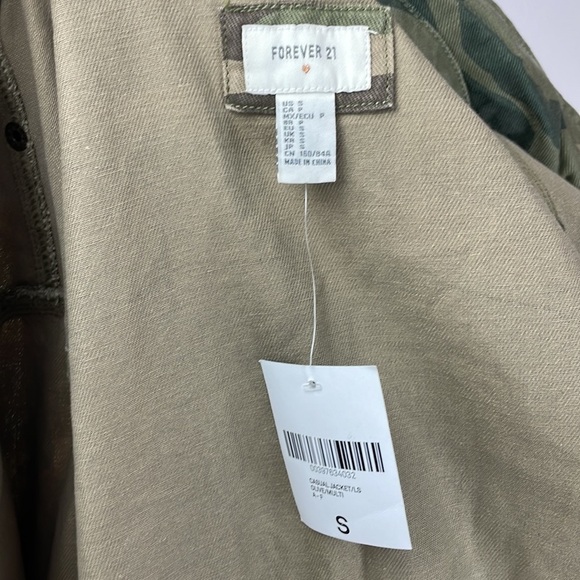 FOREVER 21
US S
CA P
MX/ECU P
BR P
EU S
UK S
KR S
JP S
CN 160/84A
MADE IN CHINA
00397634032
CASUAL JACKET/LS
OLIVE/MULTI
S